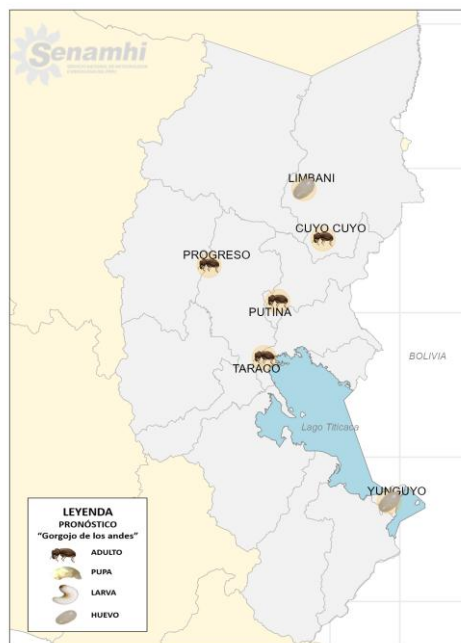 Senamhi
LIMBANI
CUYO CUYO
PROGRESO
PUTINA
TARACO
BOLIVIA
Lago Titicaca
YUNGUYO
LEYENDA
PRONÓSTICO
"Gorgojo de los andes"
ADULTO
PUPA
LARVA
HUEVO